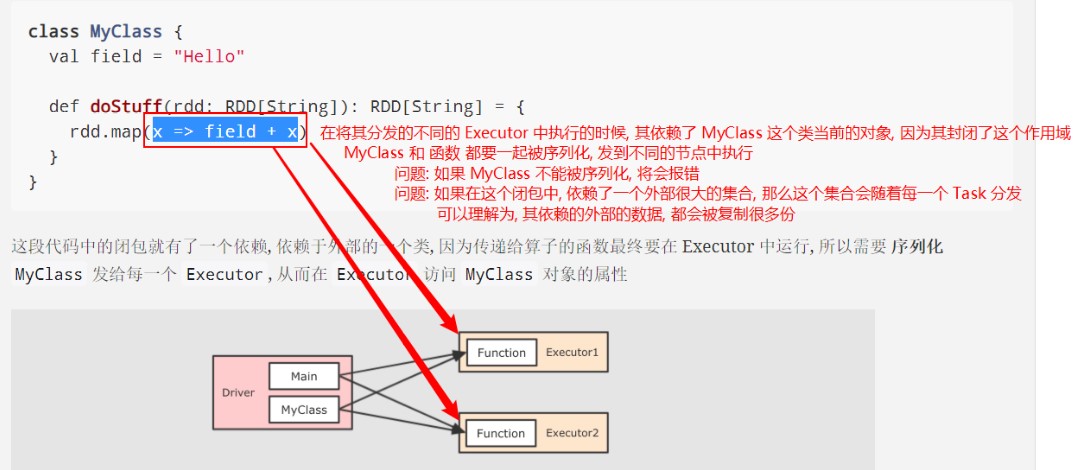 class MyClass {
val field = "Hello"
def doStuff(rdd: RDD[String]): RDD[String] = {
rdd.map(x => field + x) 在将其分发的不同的 Executor 中执行的时候, 其依赖了 MyClass 这个类当前的对象, 因为其封闭了这个作用域
} MyClass 和 函数 都要一起被序列化, 发到不同的节点中执行
问题: 如果 MyClass 不能被序列化, 将会报错
} 问题: 如果在这个闭包中, 依赖了一个外部很大的集合, 那么这个集合会随着每一个 Task 分发
可以理解为, 其依赖的外部的数据, 都会被复制很多份
这段代码中的闭包就有了一个依赖, 依赖于外部的一个类, 因为传递给算子的函数最终要在 Executor 中运行, 所以需要 序列化
MyClass 发给每一个 Executor , 从而在 Executor 访问 MyClass 对象的属性
Main
Function Executor1
Driver
MyClass
Function Executor2